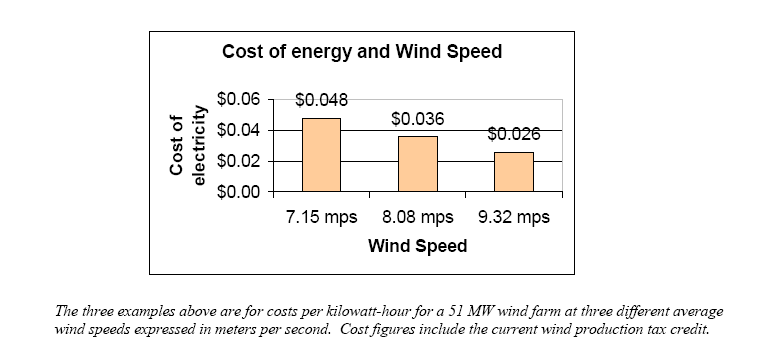 Cost of energy and Wind Speed
$0.06
$0.04
$0.02
$0.00
Cost of
electricity
$0.048
$0.036
$0.026
7.15 mps 8.08 mps 9.32 mps
Wind Speed
The three examples above are for costs per kilowatt-hour for a 51 MW wind farm at three different average
wind speeds expressed in meters per second. Cost figures include the current wind production tax credit.